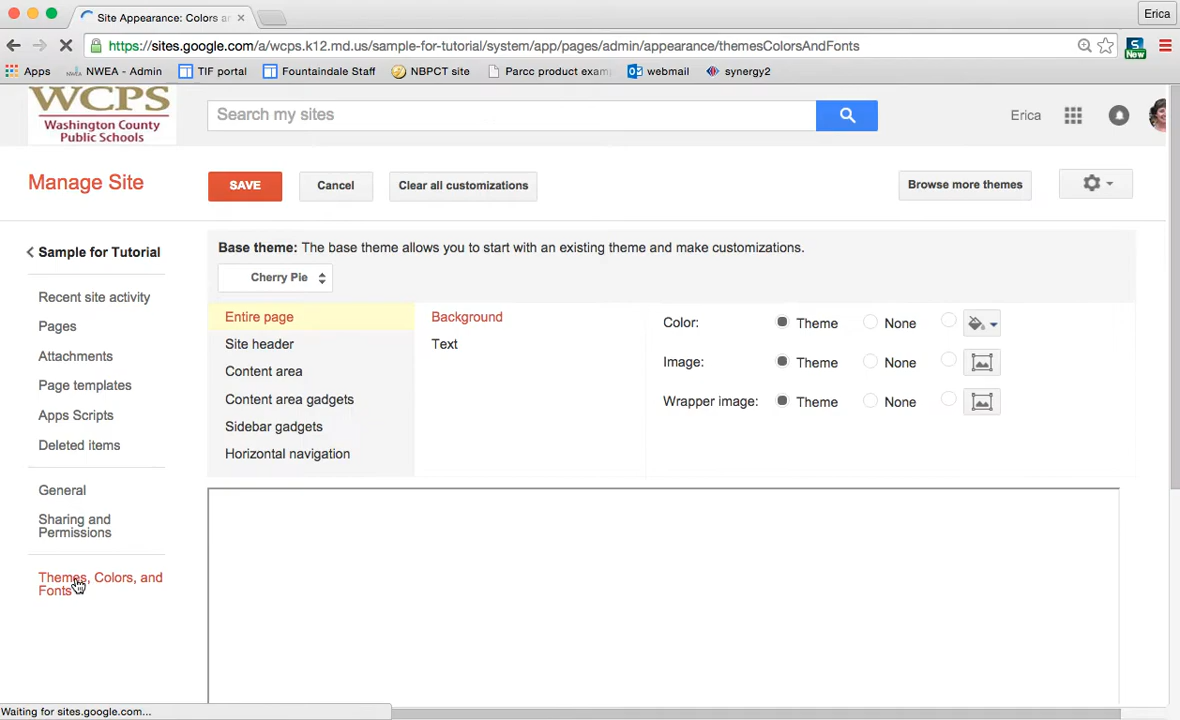 Site Appearance: Colors a
Erica
https://sites.google.com/a/wcps.k12.md.us/sample-for-tutorial/system/app/pages/admin/appearance/themesColorsAndFonts
New
Apps NWEA - Admin TIF portal Fountaindale Staff NBPCT site Parcc product exam webmail synergy2
WCPS
Washington County
Public Schools
Search my sites
Erica
Manage Site
SAVE Cancel Clear all customizations Browse more themes
Sample for Tutorial
Base theme: The base theme allows you to start with an existing theme and make customizations.
Cherry Pie
Recent site activity
Pages
Attachments
Page templates
Apps Scripts
Deleted items
General
Sharing and
Permissions
Themes, Colors, and
Fonts
Entire page
Site header
Content area
Content area gadgets
Sidebar gadgets
Horizontal navigation
Background
Text
Color: Theme None
Image: Theme None
Wrapper image: Theme None
Waiting for sites.google.com...